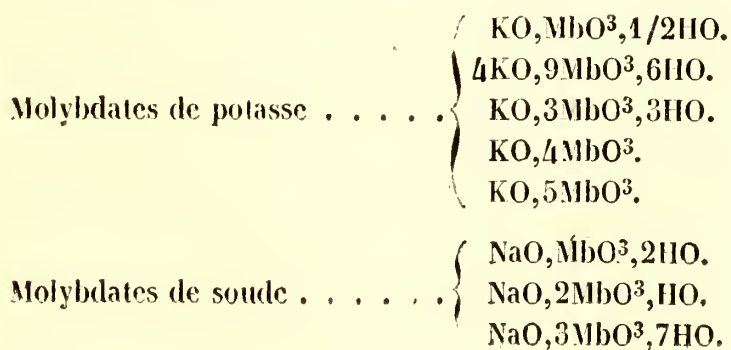 KO,MbO³,1/2HO.
4KO,9MbO³,6HO.
Molybdates de potasse . . . . . KO,3MbO³,3HO.
KO,4MbO³.
KO,5MbO³.
NaO,MbO³,2HO.
Molybdates de soude . . . . . . NaO,2MbO³,HO.
NaO,3MbO³,7HO.